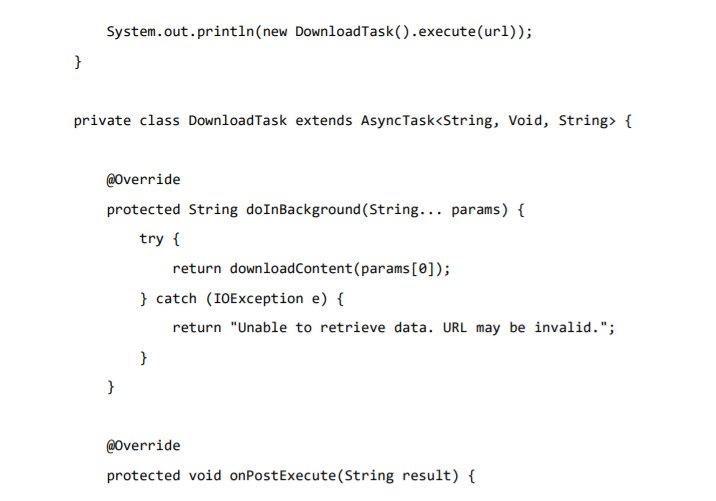 System.out.println(new DownloadTask().execute(url));
}
private class DownloadTask extends AsyncTask<String, Void, String> {
@Override
protected String doInBackground(String... params) {
try {
return downloadContent(params[0]);
} catch (IOException e) {
return "Unable to retrieve data. URL may be invalid.";
}
}
@Override
protected void onPostExecute(String result) {